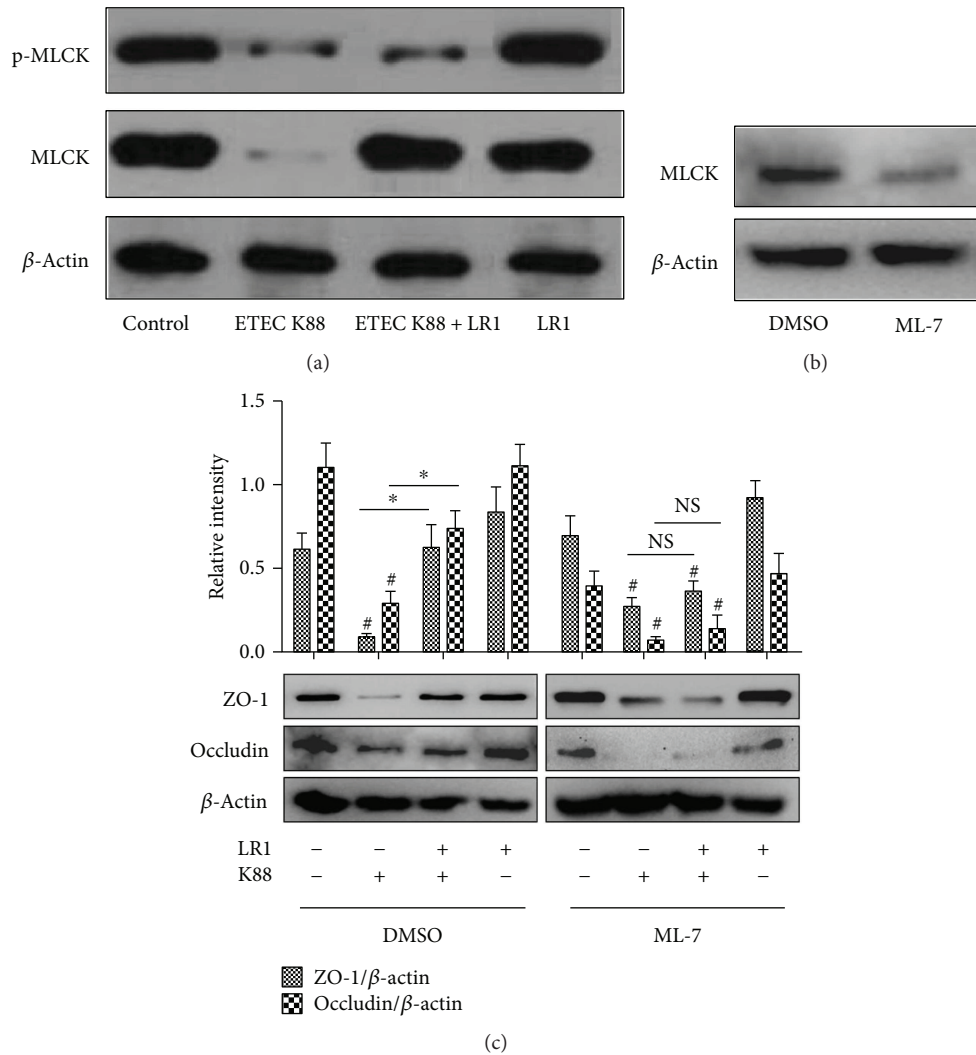 p-MLCK
MLCK
β-Actin
Control ETEC K88 ETEC K88 + LR1 LR1
(a)
MLCK
β-Actin
DMSO ML-7
(b)
Relative intensity
1.5
1.0
0.5
0.0
# # * * # # NS NS # #
ZO-1
Occludin
β-Actin
LR1 − − + + − − + +
K88 − + + − − + + −
DMSO ML-7
ZO-1/β-actin
Occludin/β-actin
(c)